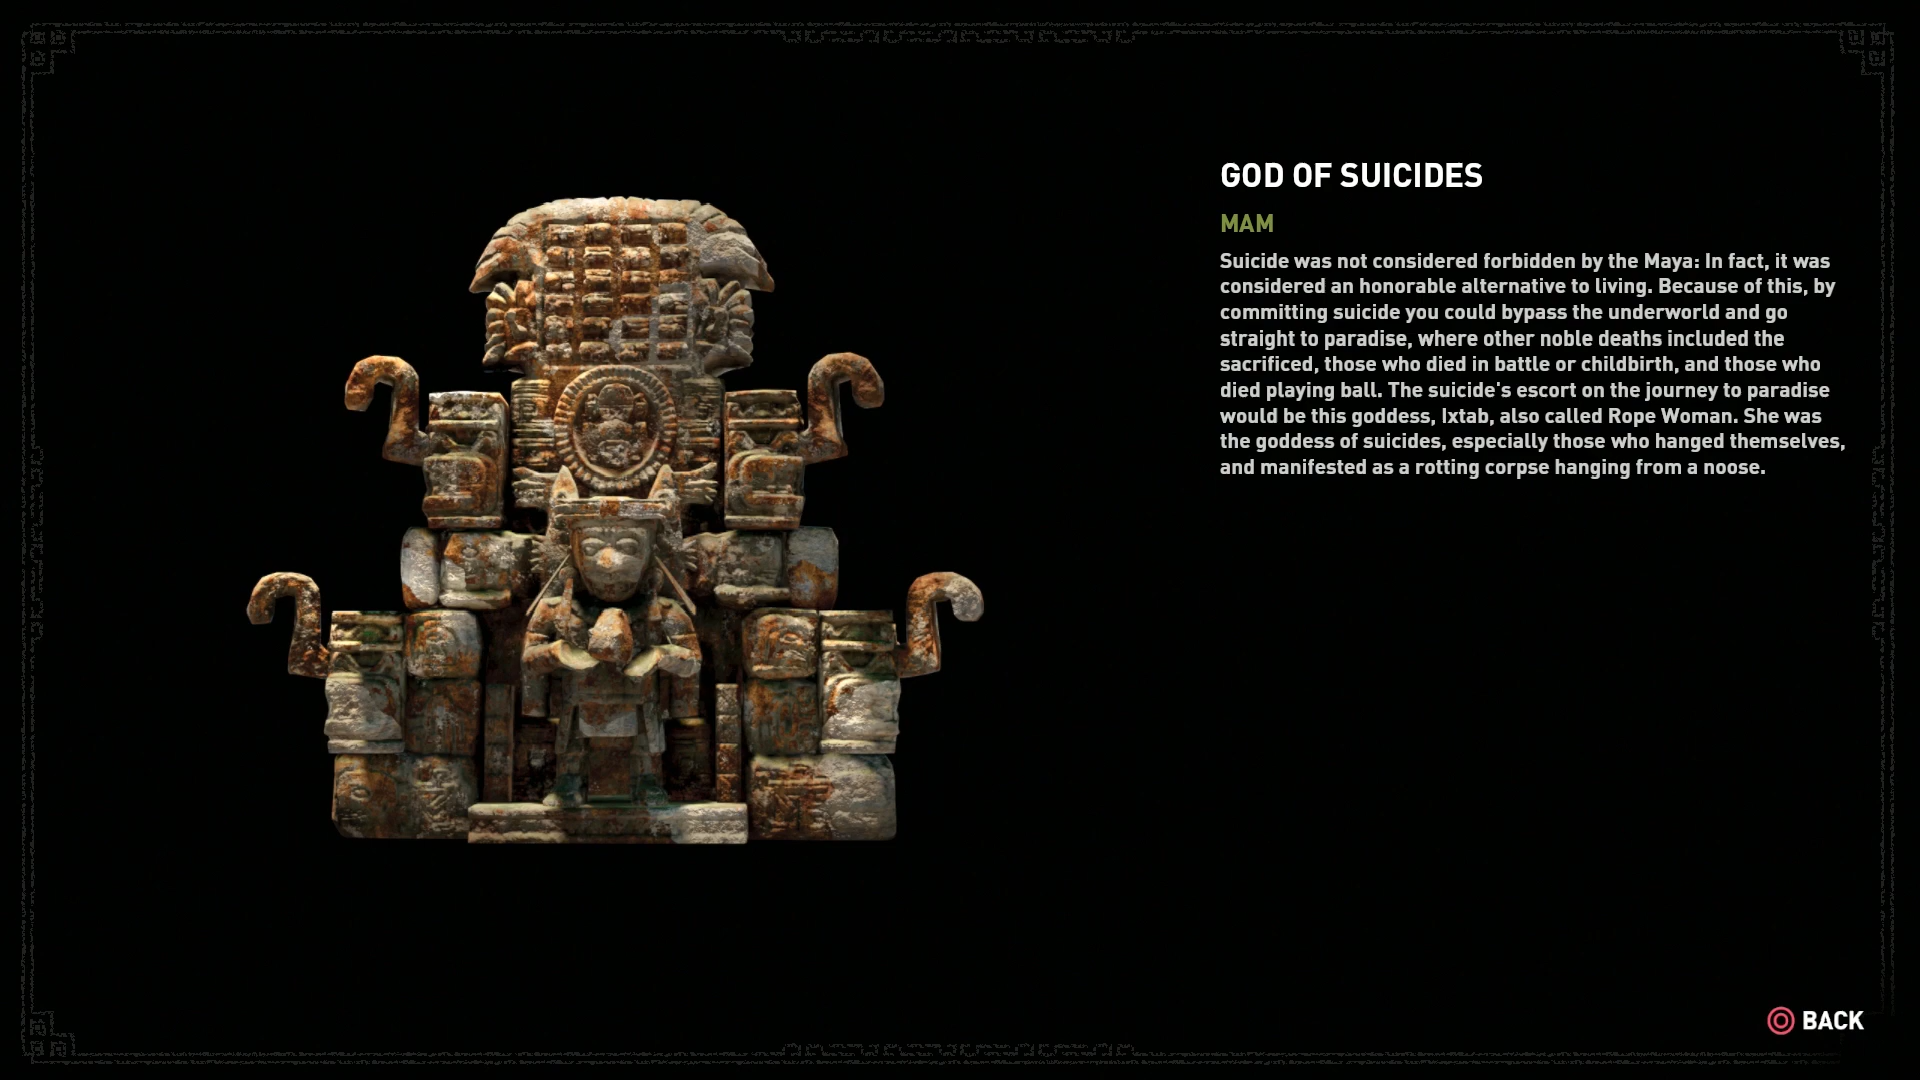 GOD OF SUICIDES
MAM
Suicide was not considered forbidden by the Maya: In fact, it was
considered an honorable alternative to living. Because of this, by
committing suicide you could bypass the underworld and go
straight to paradise, where other noble deaths included the
sacrificed, those who died in battle or childbirth, and those who
died playing ball. The suicide's escort on the journey to paradise
would be this goddess, Ixtab, also called Rope Woman. She was
the goddess of suicides, especially those who hanged themselves,
and manifested as a rotting corpse hanging from a noose.
BACK